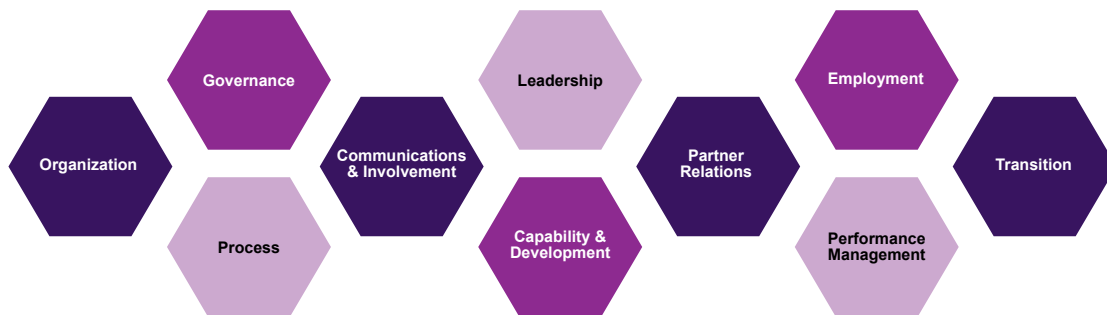 Governance
Leadership
Employment
Organization
Communications
& Involvement
Partner
Relations
Transition
Process
Capability &
Development
Performance
Management